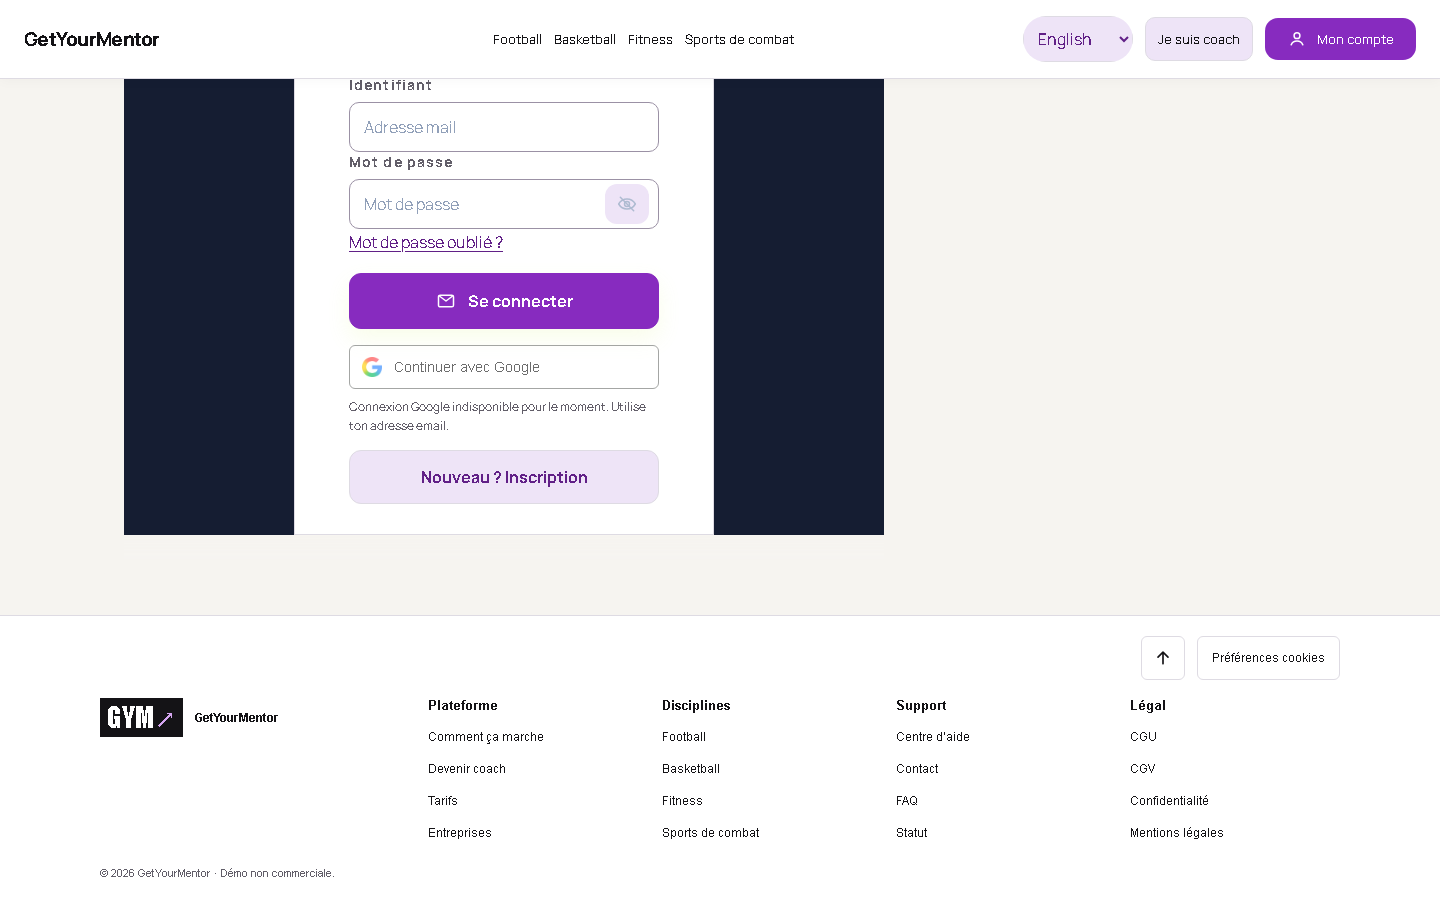 GetYourMentor
Football Basketball Fitness Sports de combat
English
Je suis coach
Mon compte
Identifiant
Adresse mail
Mot de passe
Mot de passe
Mot de passe oublié ?
Se connecter
Continuer avec Google
Connexion Google indisponible pour le moment. Utilise
ton adresse email.
Nouveau ? Inscription
Préférences cookies
GYM
GetYourMentor
Plateforme
Comment ça marche
Devenir coach
Tarifs
Entreprises
Disciplines
Football
Basketball
Fitness
Sports de combat
Support
Centre d'aide
Contact
FAQ
Statut
Légal
CGU
CGV
Confidentialité
Mentions légales
© 2026 GetYourMentor · Démo non commerciale.